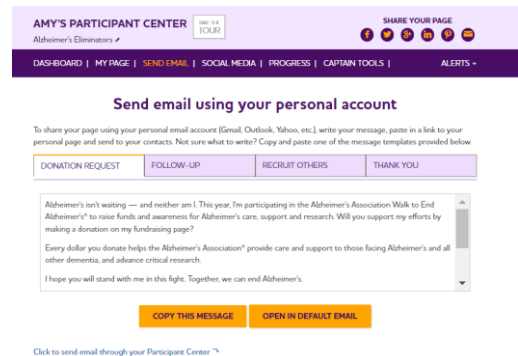 AMY'S PARTICIPANT CENTER
TAKE THE
TOUR
SHARE YOUR PAGE
Alzheimer's Eliminators
DASHBOARD | MY PAGE | SEND EMAIL | SOCIAL MEDIA | PROGRESS | CAPTAIN TOOLS | ALERTS
Send email using your personal account
To share your page using your personal email account (Gmail, Outlook, Yahoo, etc.), write your message, paste in a link to your
personal page and send to your contacts. Not sure what to write? Copy and paste one of the message templates provided below.
DONATION REQUEST FOLLOW-UP RECRUIT OTHERS THANK YOU
Alzheimer's isn't waiting — and neither am I. This year, I'm participating in the Alzheimer's Association Walk to End
Alzheimer's® to raise funds and awareness for Alzheimer's care, support and research. Will you support my efforts by
making a donation on my fundraising page?
Every dollar you donate helps the Alzheimer's Association® provide care and support to those facing Alzheimer's and all
other dementia, and advance critical research.
I hope you will stand with me in this fight. Together, we can end Alzheimer's.
COPY THIS MESSAGE OPEN IN DEFAULT EMAIL
Click to send email through your Participant Center